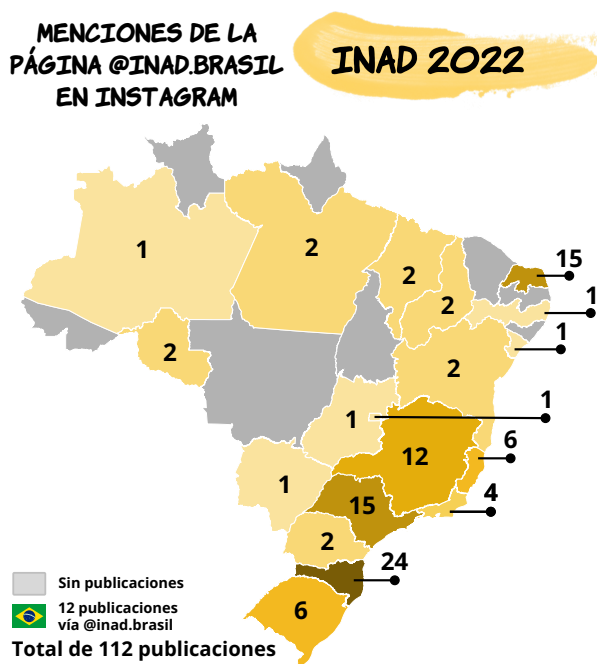 MENCIONES DE LA
PÁGINA @INAD.BRASIL
EN INSTAGRAM
INAD 2022
1
2
2
2
15
1
1
2
2
1
1
12
6
4
1
15
2
24
6
Sin publicaciones
12 publicaciones
vía @inad.brasil
Total de 112 publicaciones